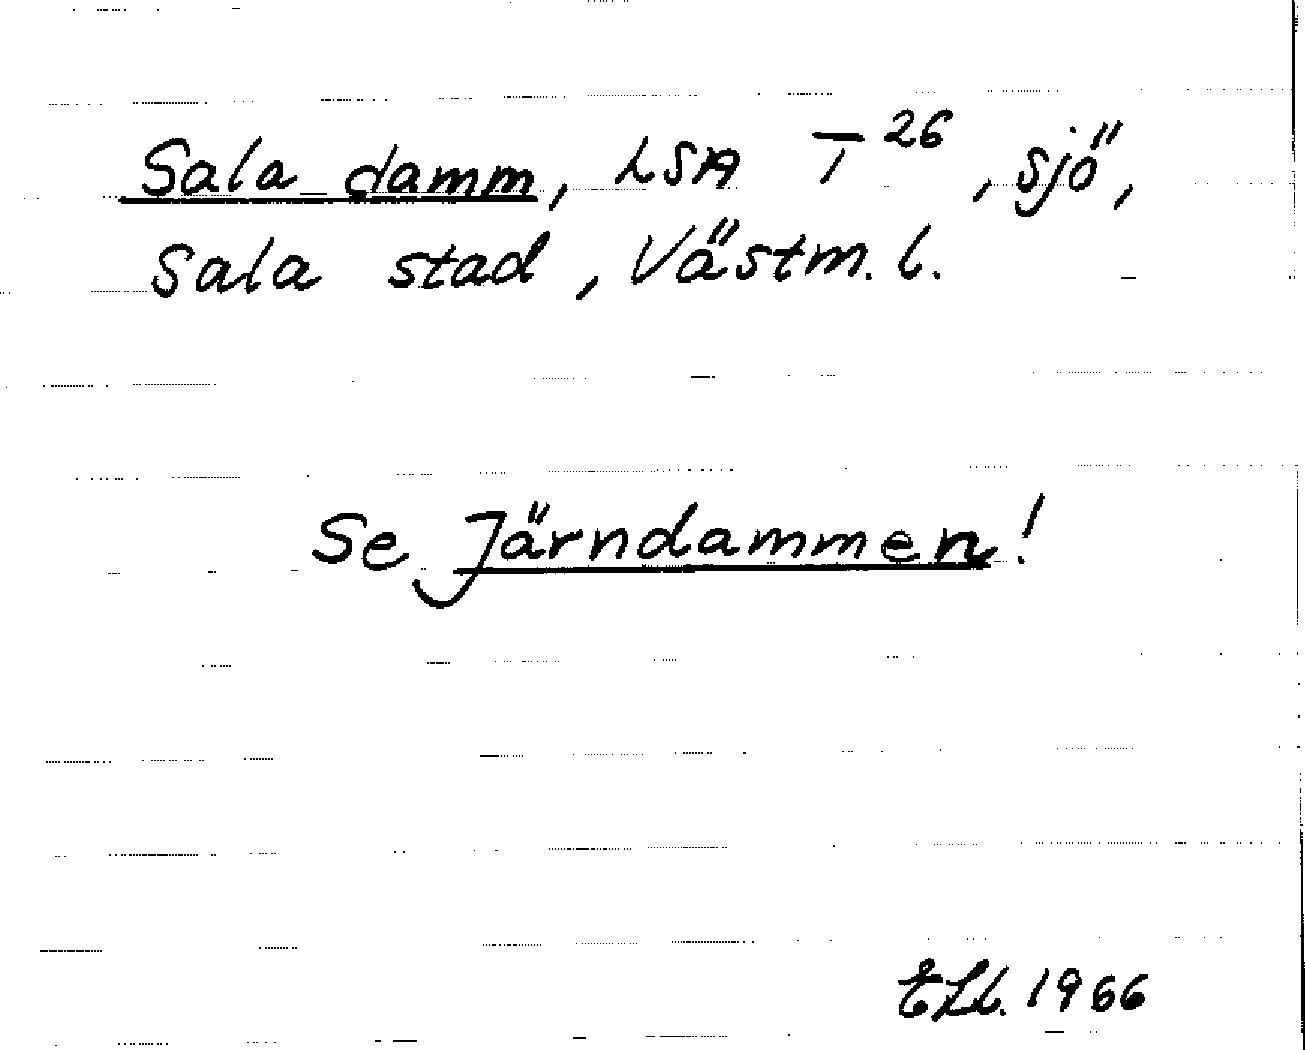 Sala damm, LSA T 26, sjö,
Sala stad, Västm. l.
Se Järndammen!
1966